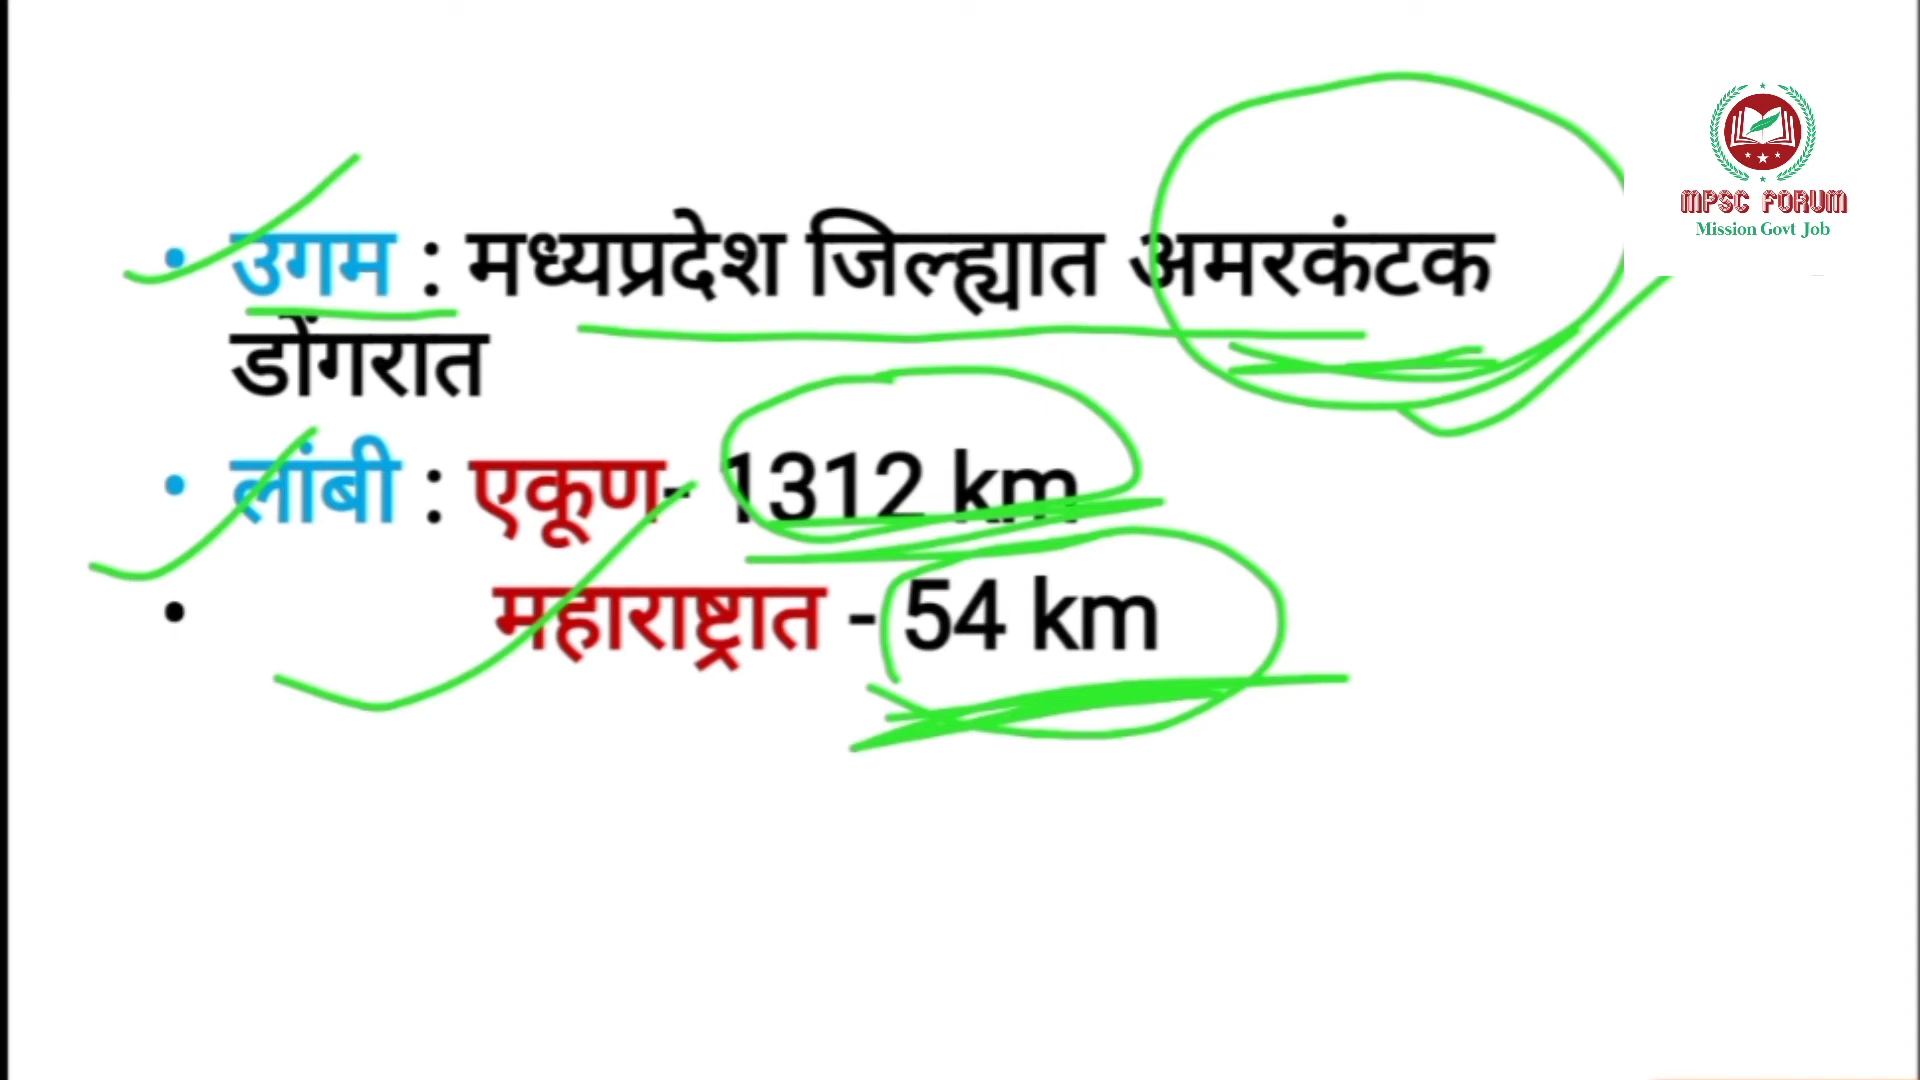 MPSC FORUM
Mission Govt Job
• उगम : मध्यप्रदेश जिल्ह्यात अमरकंटक
डोंगरात
• लांबी : एकूण- 1312 km
• महाराष्ट्रात - 54 km